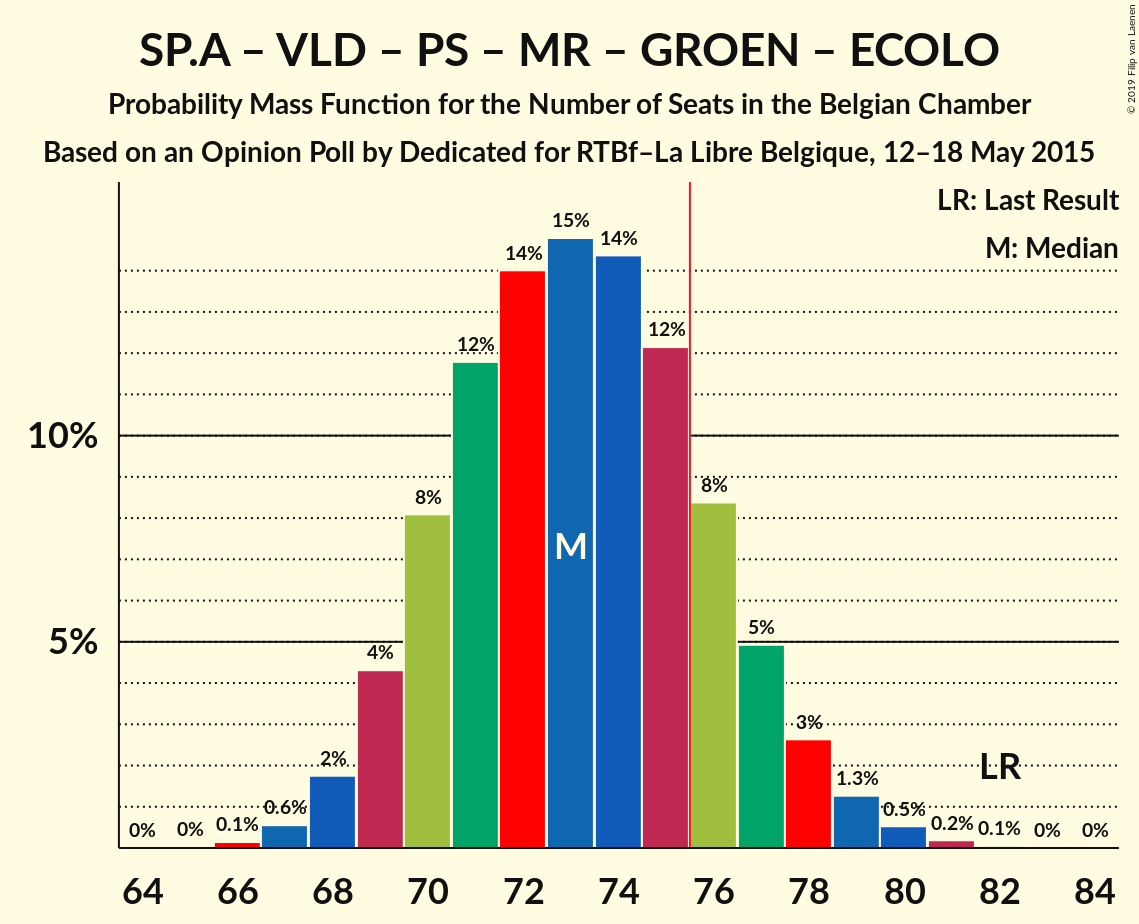 SP.A – VLD – PS – MR – GROEN – ECOLO
Probability Mass Function for the Number of Seats in the Belgian Chamber
Based on an Opinion Poll by Dedicated for RTBf–La Libre Belgique, 12–18 May 2015
© 2019 Filip van Laenen
LR: Last Result
M: Median
10%
5%
0%
0%
0.1%
0.6%
2%
4%
8%
12%
14%
15%
14%
12%
8%
5%
3%
1.3%
0.5%
0.2%
0.1%
0%
0%
M
LR
64 66 68 70 72 74 76 78 80 82 84